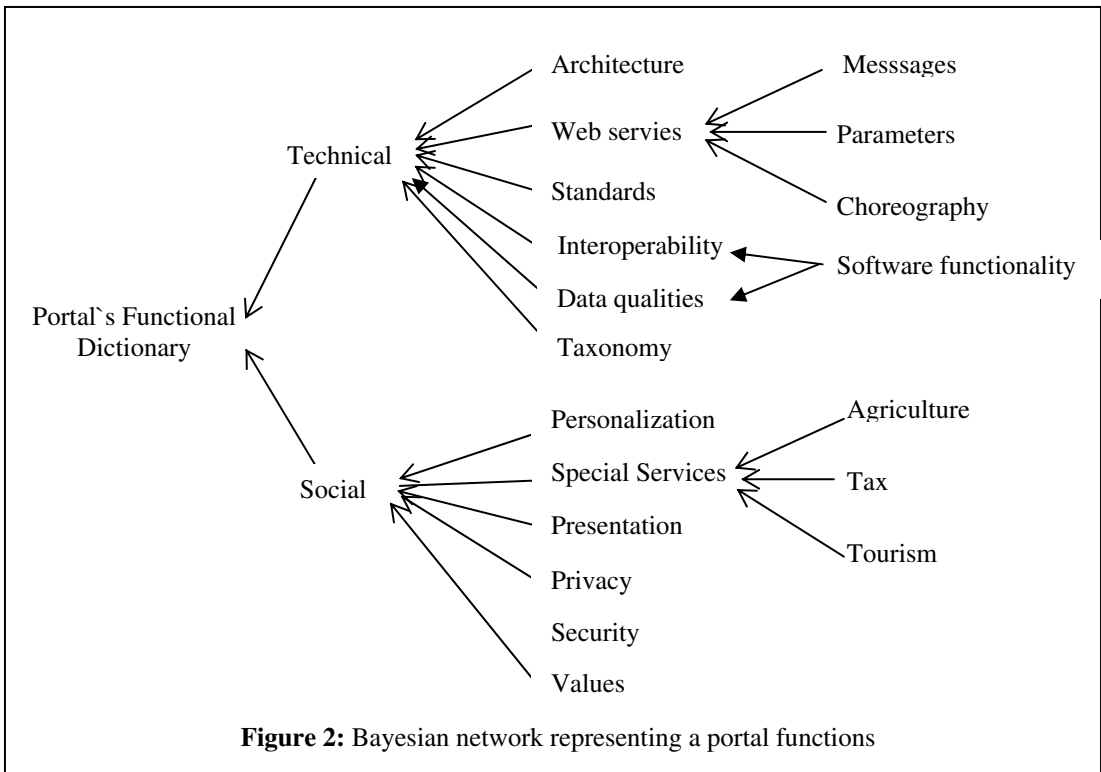 Architecture
Messsages
Web servies
Parameters
Technical
Standards
Choreography
Interoperability
Software functionality
Data qualities
Portal`s Functional
Dictionary
Taxonomy
Personalization
Agriculture
Special Services
Tax
Social
Presentation
Tourism
Privacy
Security
Values
Figure 2: Bayesian network representing a portal functions